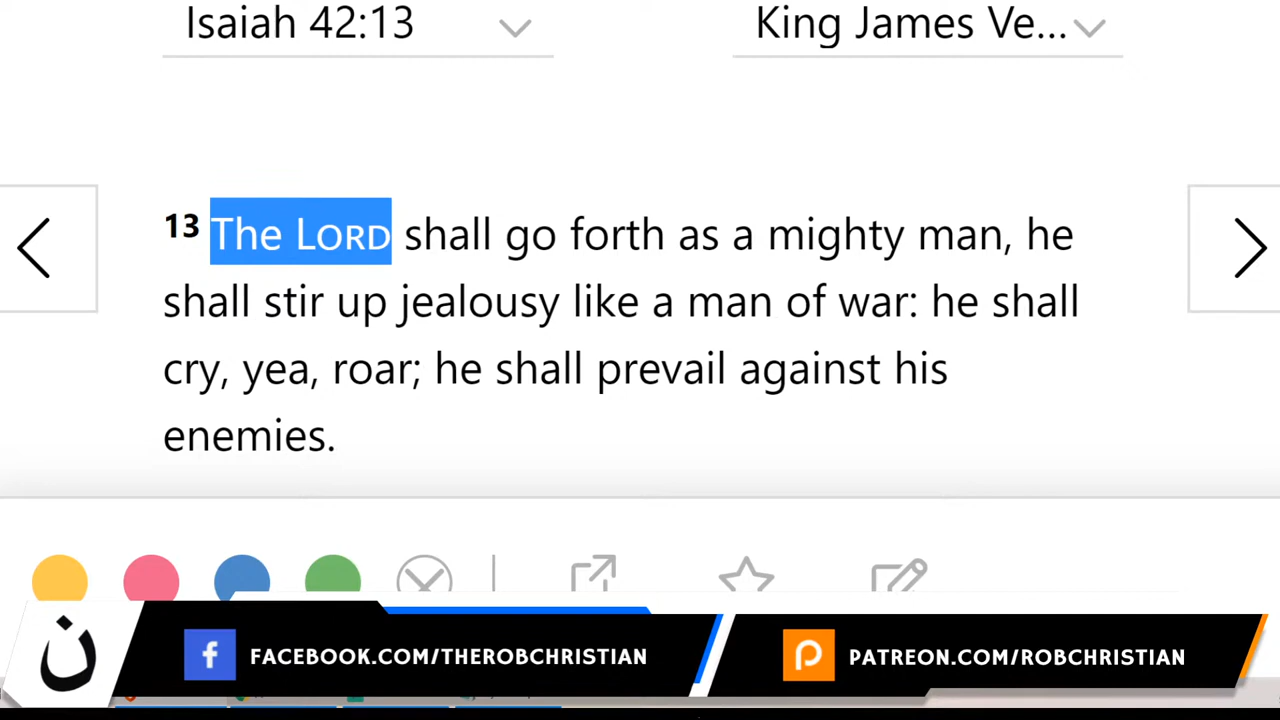 Isaiah 42:13
King James Ve...
13 The LORD shall go forth as a mighty man, he
shall stir up jealousy like a man of war: he shall
cry, yea, roar; he shall prevail against his
enemies.
ن
f FACEBOOK.COM/THEROBCHRISTIAN
PATREON.COM/ROBCHRISTIAN